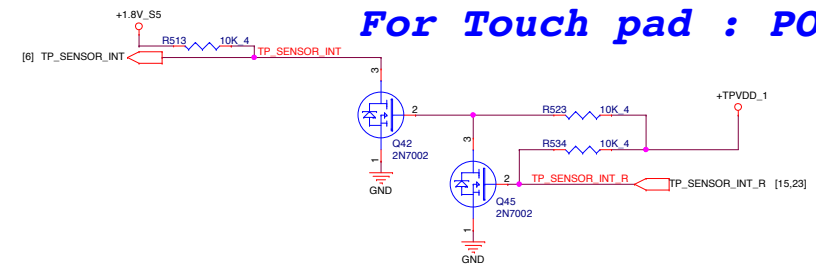 For Touch pad : PO
+1.8V_S5
R513 10K_4
[6] TP_SENSOR_INT TP_SENSOR_INT
3
+TPVDD_1
2 R523 10K_4
Q42
2N7002
3
R534 10K_4
1
GND
2 TP_SENSOR_INT_R TP_SENSOR_INT_R [15,23]
Q45
2N7002
1
GND